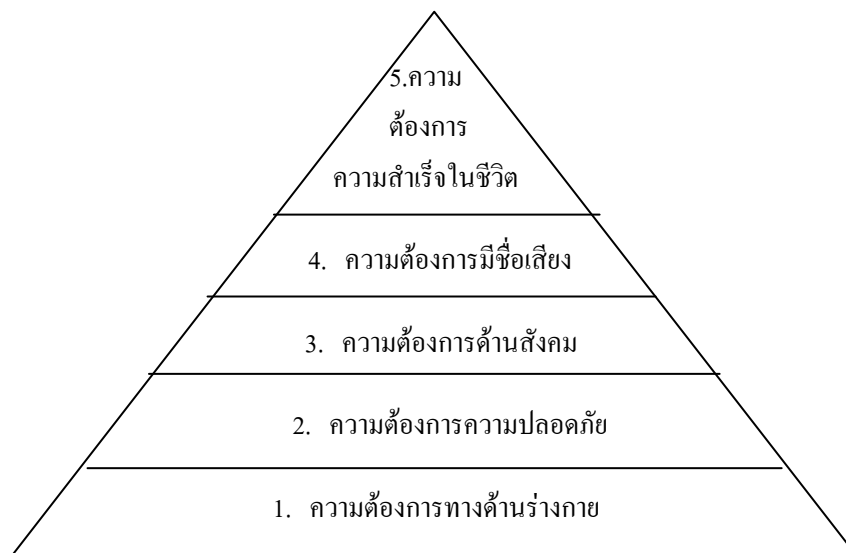 5.ความ
ต้องการ
ความสำเร็จในชีวิต
4. ความต้องการมีชื่อเสียง
3. ความต้องการด้านสังคม
2. ความต้องการความปลอดภัย
1. ความต้องการทางด้านร่างกาย